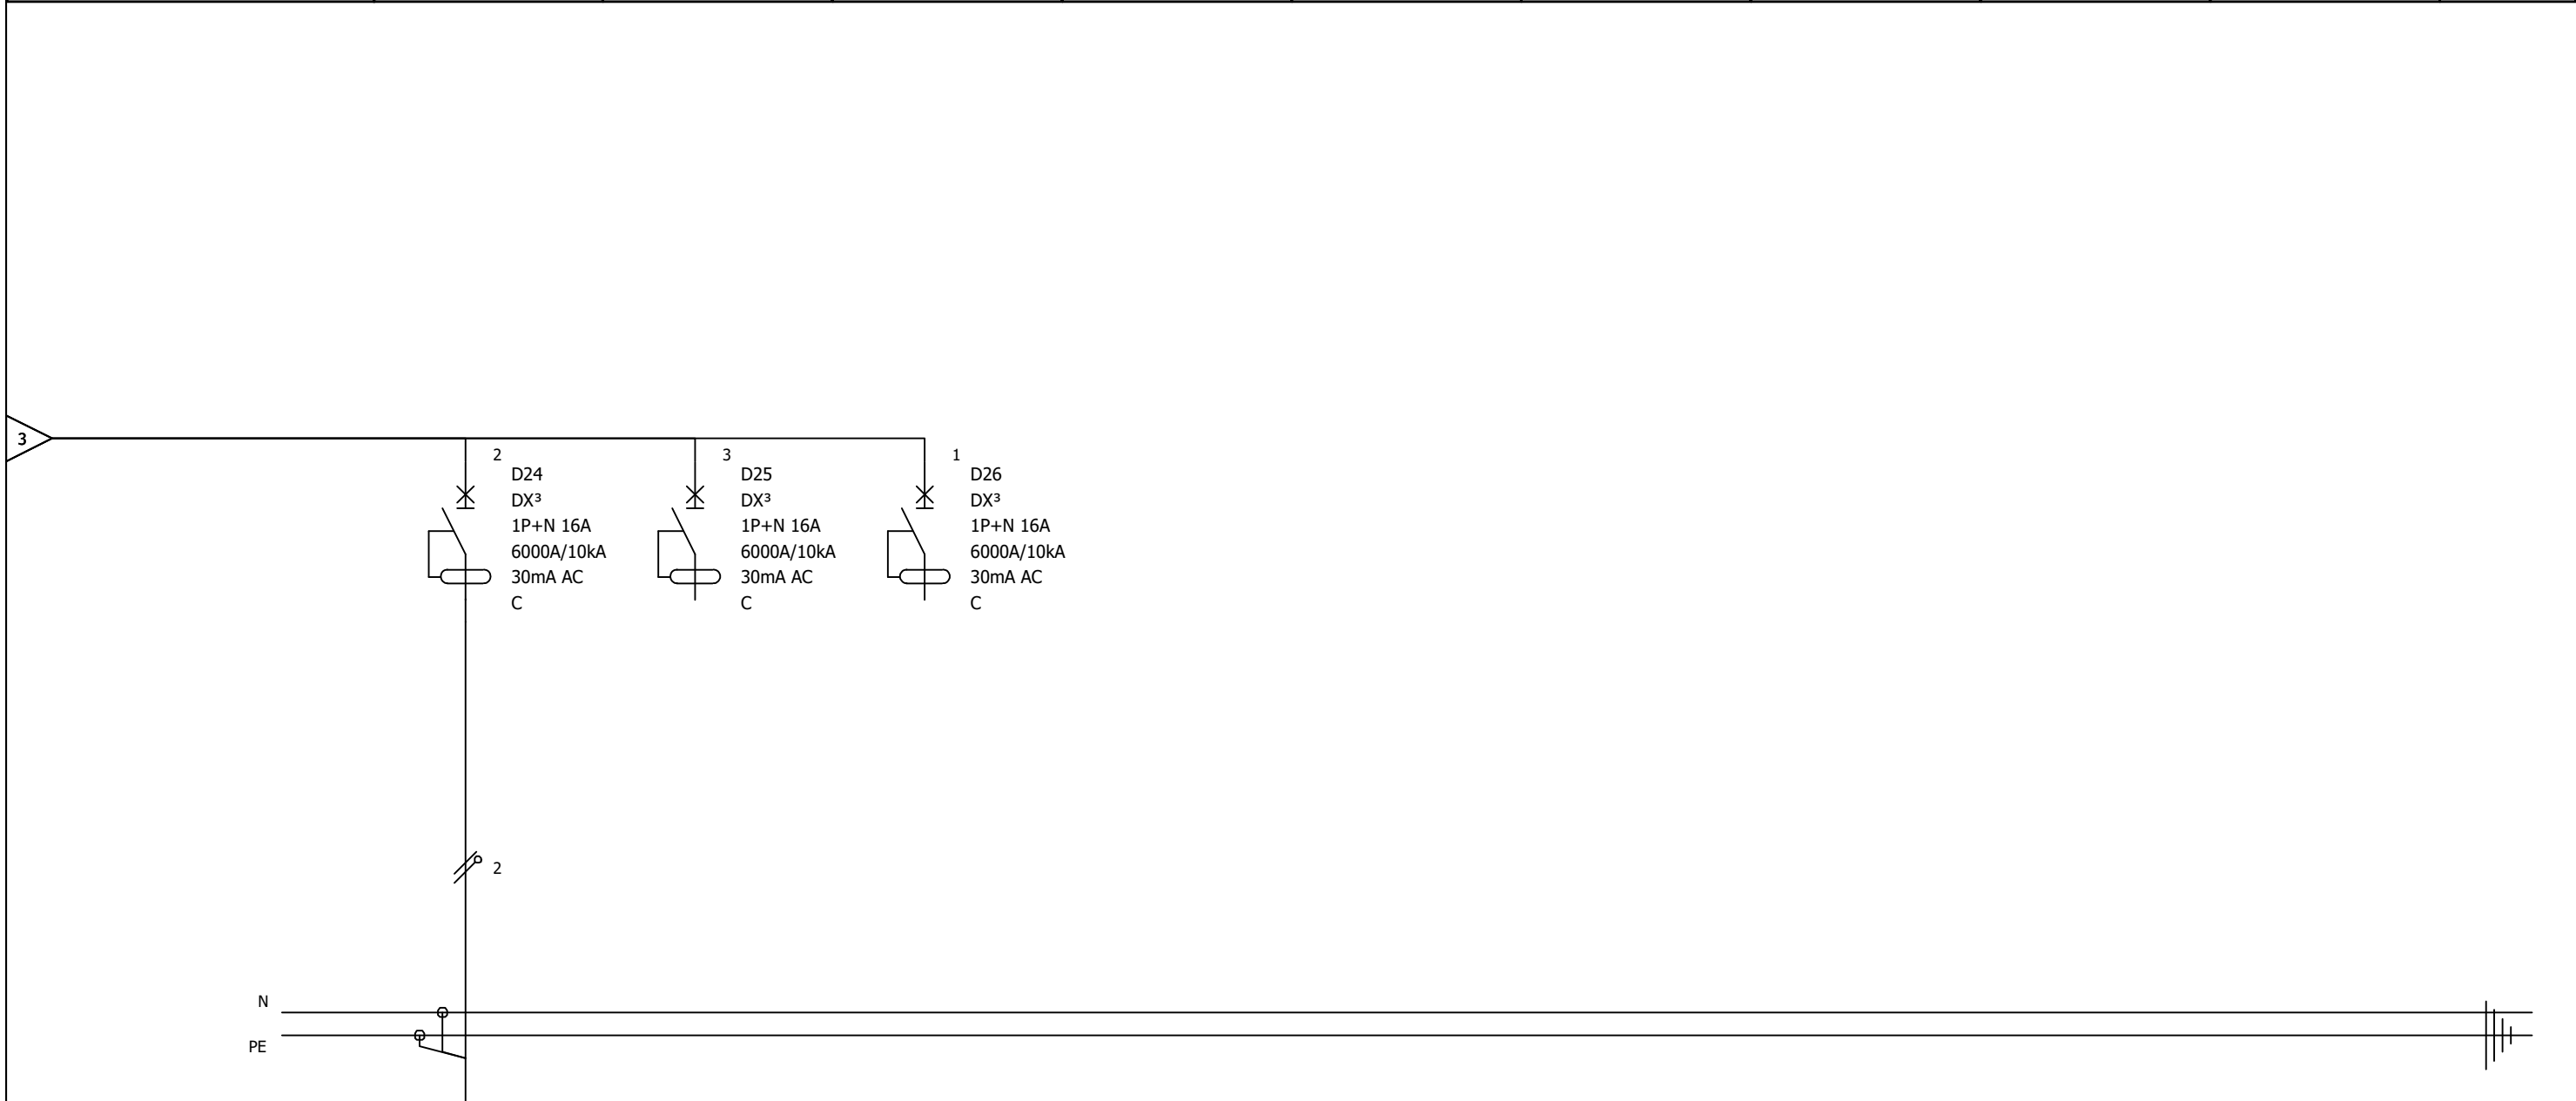 3
2
D24
DX³
1P+N 16A
6000A/10kA
30mA AC
C
3
D25
DX³
1P+N 16A
6000A/10kA
30mA AC
C
1
D26
DX³
1P+N 16A
6000A/10kA
30mA AC
C
2
N
PE